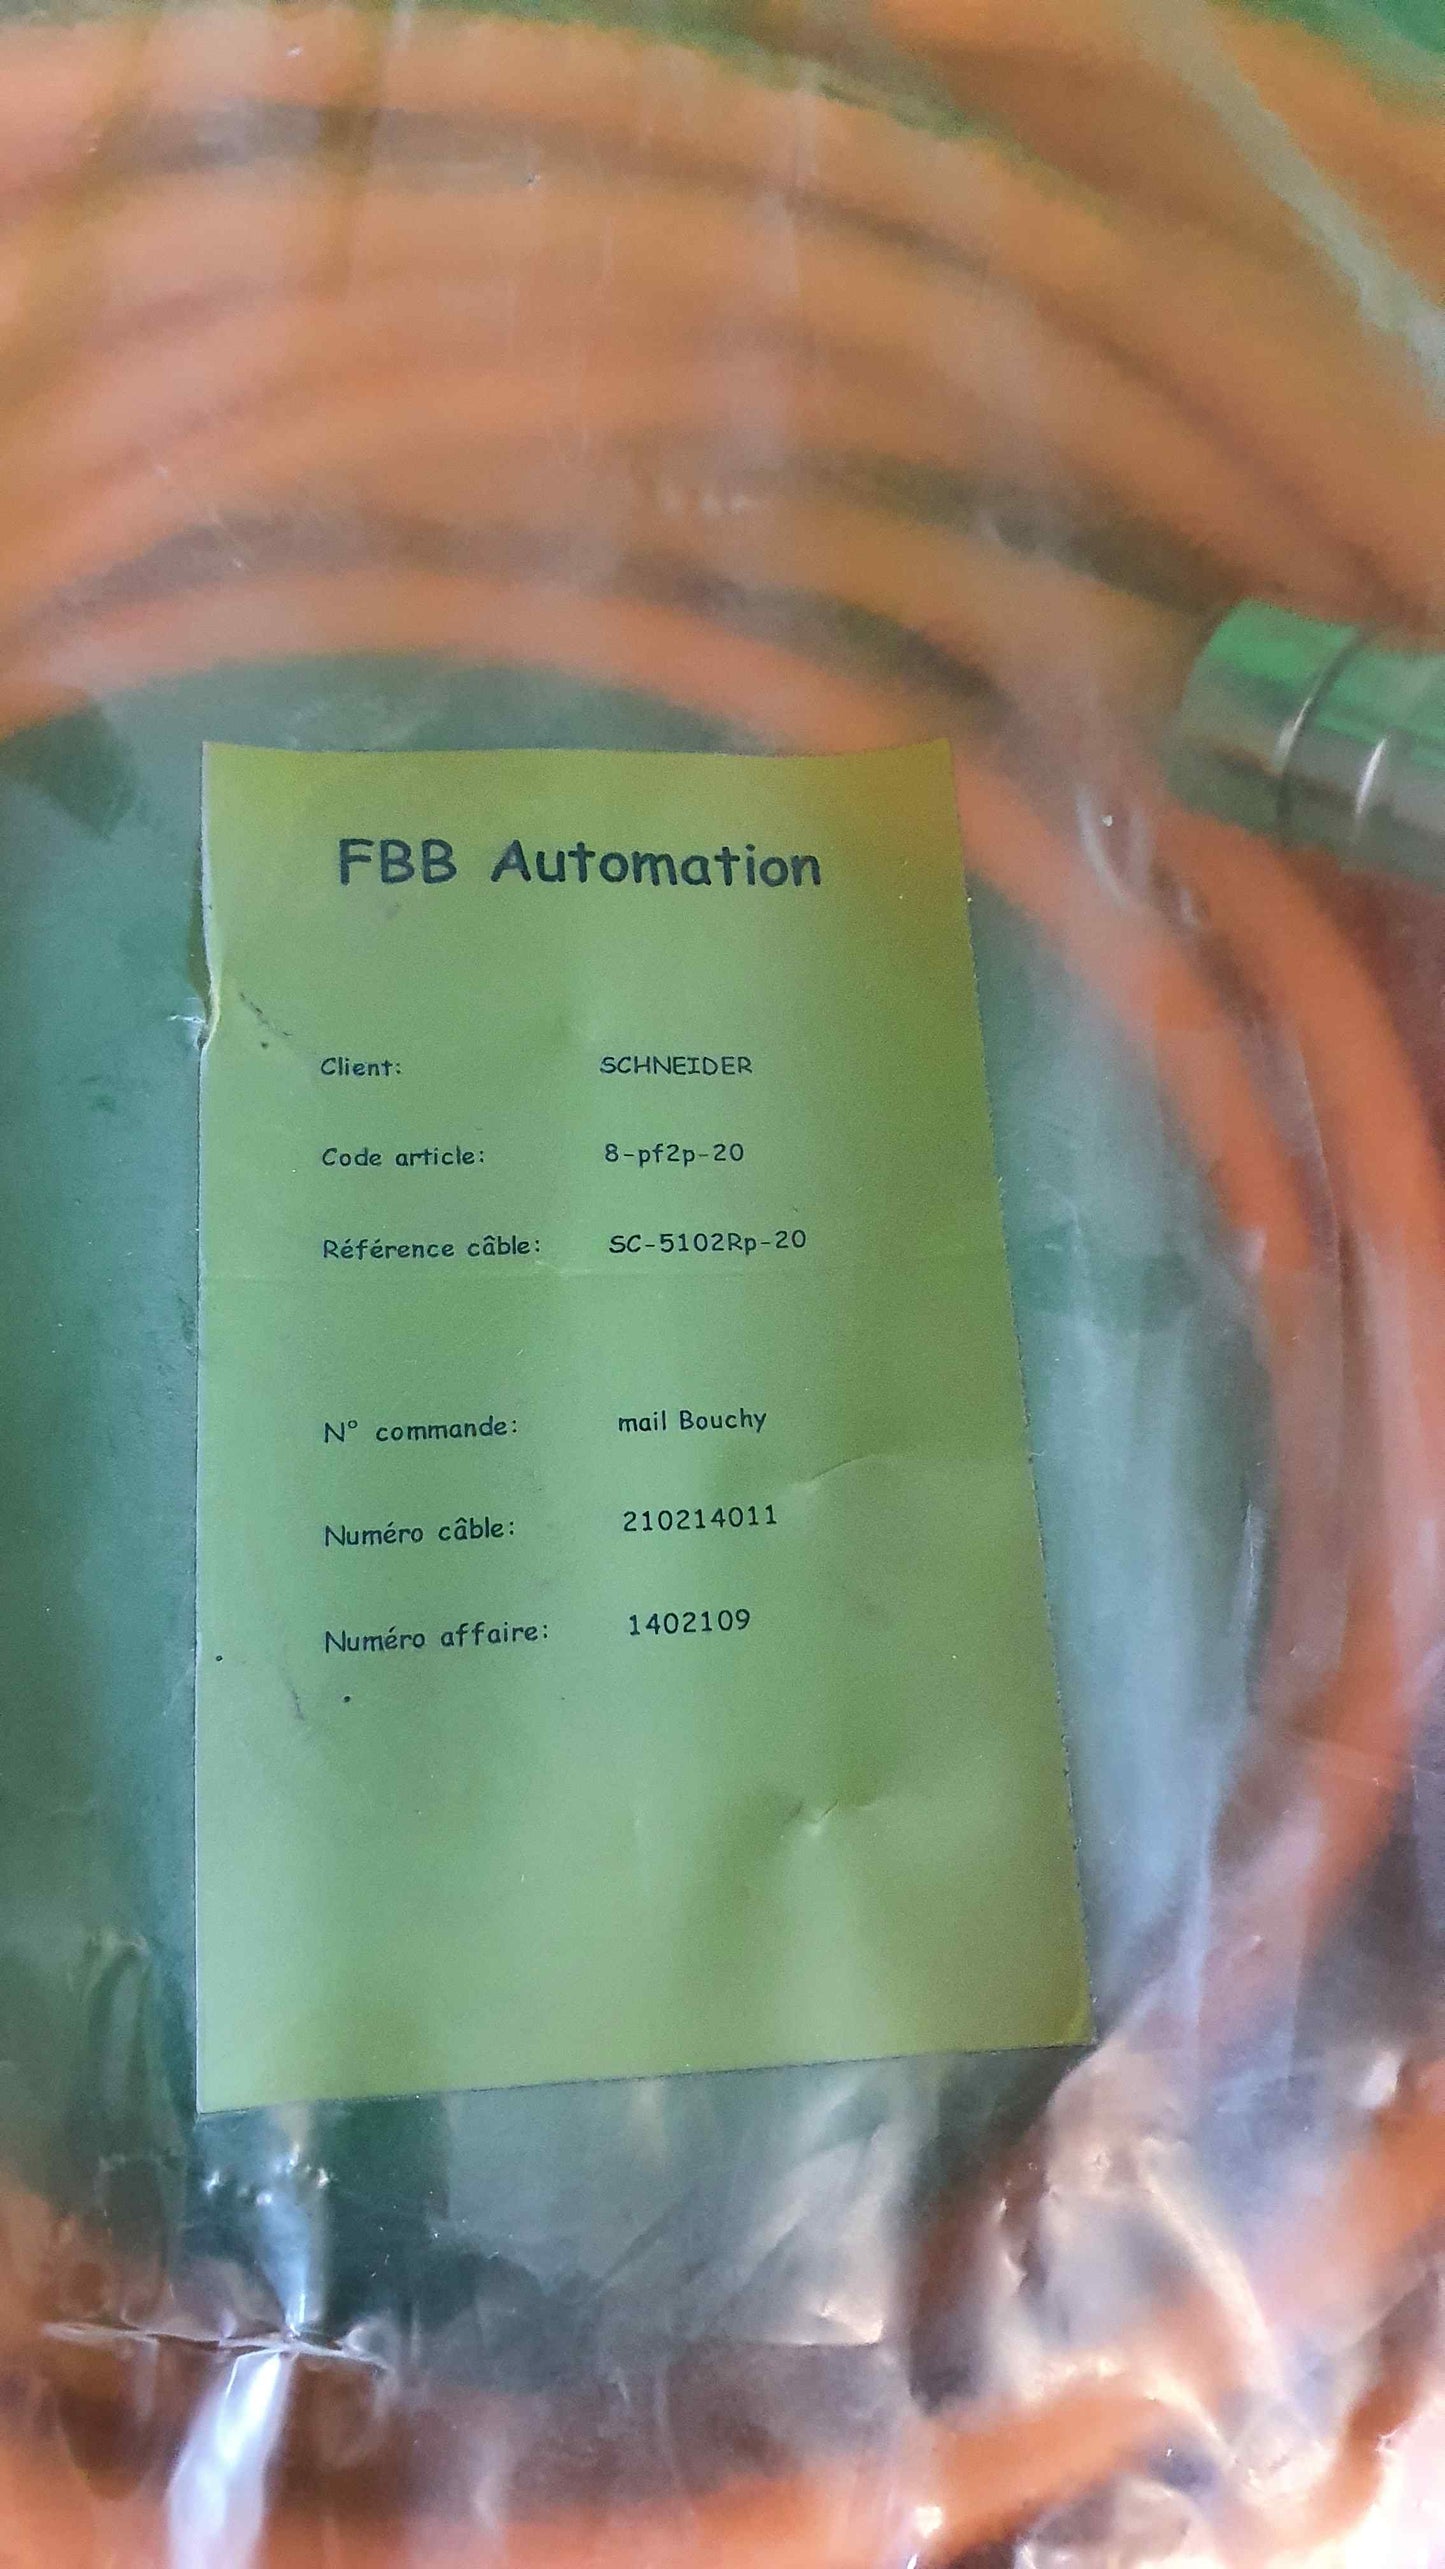 FBB Automation
Client: SCHNEIDER
Code article: 8-pf2p-20
Référence câble: SC-5102Rp-20
N° commande: mail Bouchy
Numéro câble: 210214011
Numéro affaire: 1402109